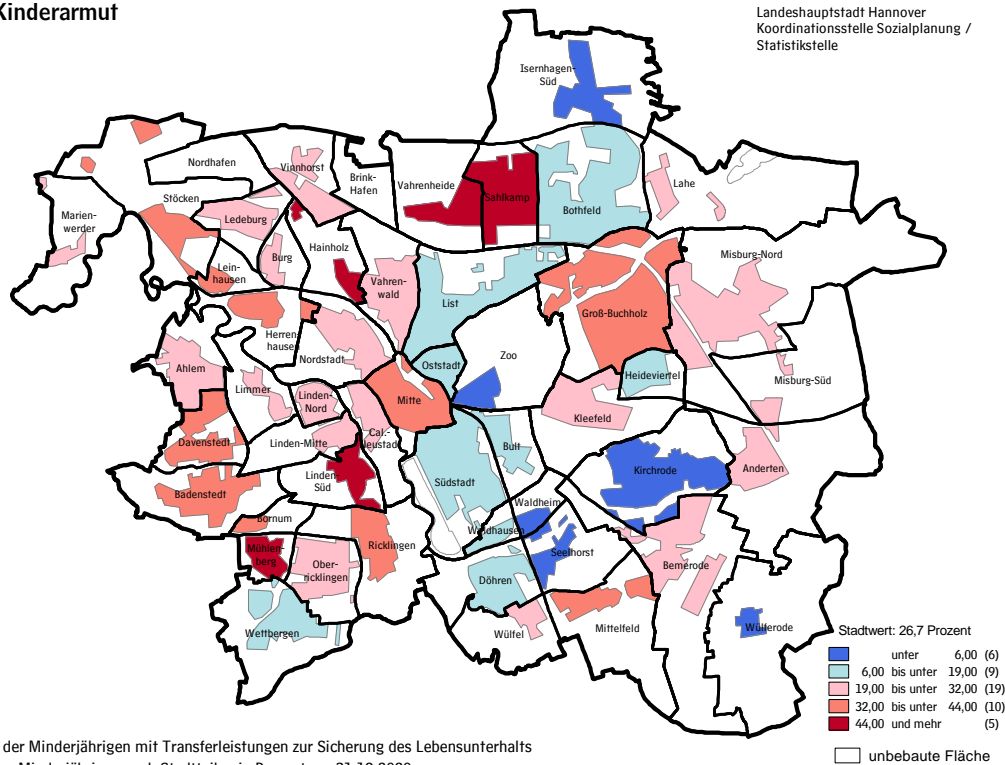 Kinderarmut
Landeshauptstadt Hannover
Koordinationsstelle Sozialplanung /
Statistikstelle
Isernhagen-
Süd
Nordhafen
Vinnhorst
Brink-
Hafen
Vahrenheide
Sahlkamp
Bothfeld
Lahe
Marien-
werder
Stöcken
Ledeburg
Burg
Hainholz
Lein-
hausen
Vahren-
wald
List
Misburg-Nord
Herren-
hausen
Nordstadt
Groß-Buchholz
Zoo
Oststadt
Heideviertel
Misburg-Süd
Ahlem
Limmer
Linden-
Nord
Mitte
Kleefeld
Davenstedt
Linden-Mitte
Cal.-
Neustadt
Bult
Kirchrode
Anderten
Badenstedt
Linden
Süd
Südstadt
Waldheim
Bornum
Waldhausen
Ricklingen
Mühlen-
berg
Ober-
ricklingen
Seelhorst
Bemerode
Döhren
Wettbergen
Wülfel
Mittelfeld
Wülferode
Stadtwert: 26,7 Prozent
unter 6,00 (6)
6,00 bis unter 19,00 (9)
19,00 bis unter 32,00 (19)
32,00 bis unter 44,00 (10)
44,00 und mehr (5)
unbebaute Fläche
der Minderjährigen mit Transferleistungen zur Sicherung des Lebensunterhalts